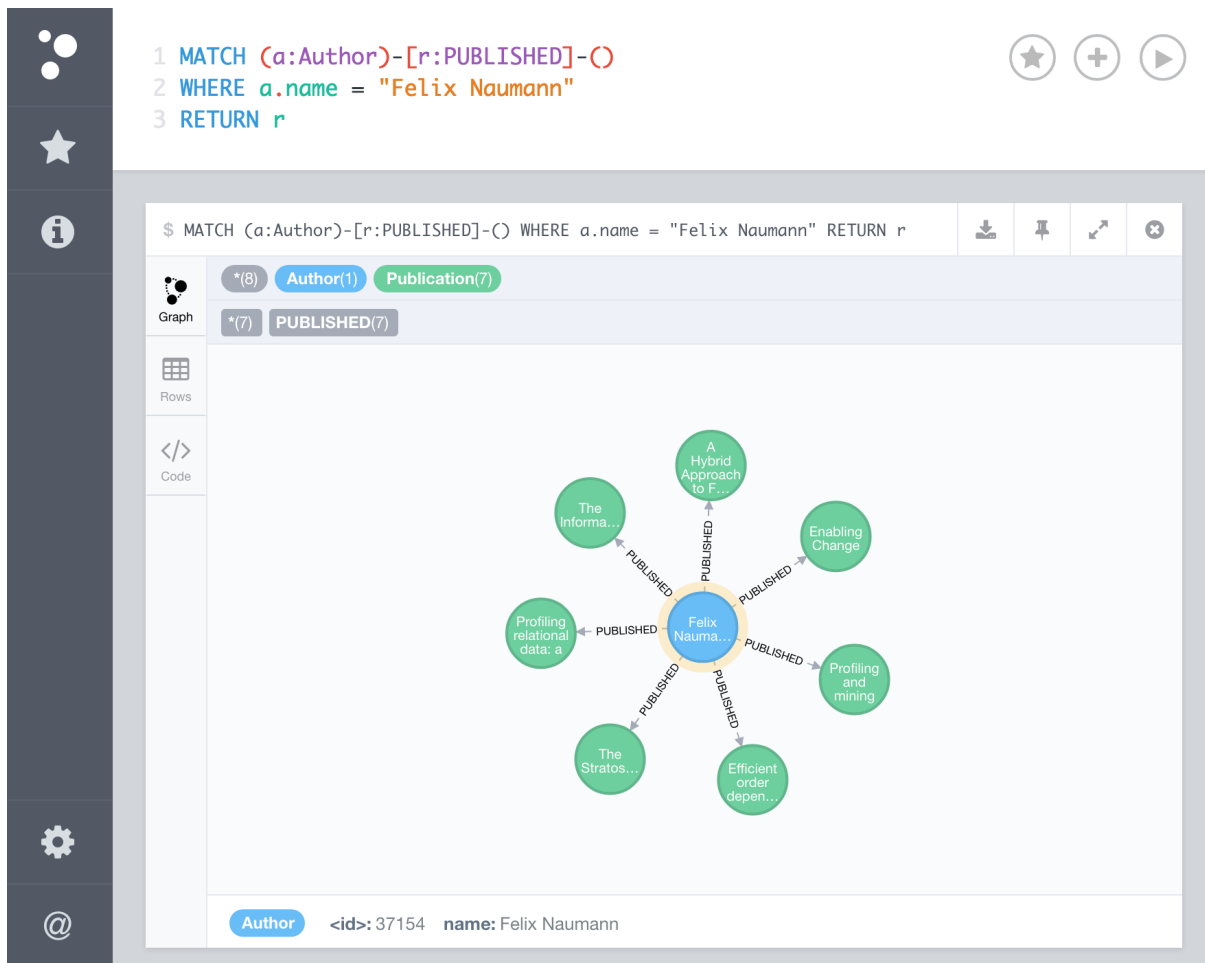 1 MATCH (a:Author)-[r:PUBLISHED]-()
2 WHERE a.name = "Felix Naumann"
3 RETURN r
$ MATCH (a:Author)-[r:PUBLISHED]-() WHERE a.name = "Felix Naumann" RETURN r
Graph
Rows
</>
Code
*(8) Author(1) Publication(7)
*(7) PUBLISHED(7)
A
Hybrid
Approach
to F...
The
Informa...
Enabling
Change
PUBLISHED
PUBLISHED
PUBLISHED
Profiling
relational
data: a
PUBLISHED
Felix
Nauma...
PUBLISHED
Profiling
and
mining
PUBLISHED
PUBLISHED
The
Stratos...
Efficient
order
depen...
@
Author <id>: 37154 name: Felix Naumann